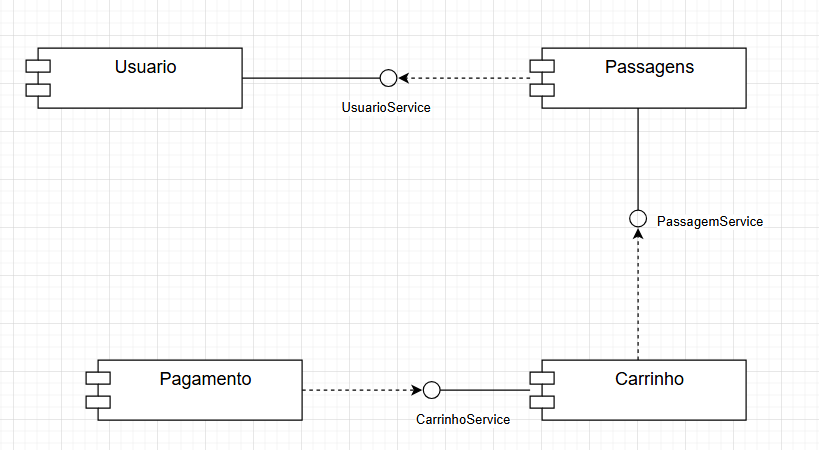 Usuario
Passagens
UsuarioService
PassagemService
Pagamento
Carrinho
CarrinhoService